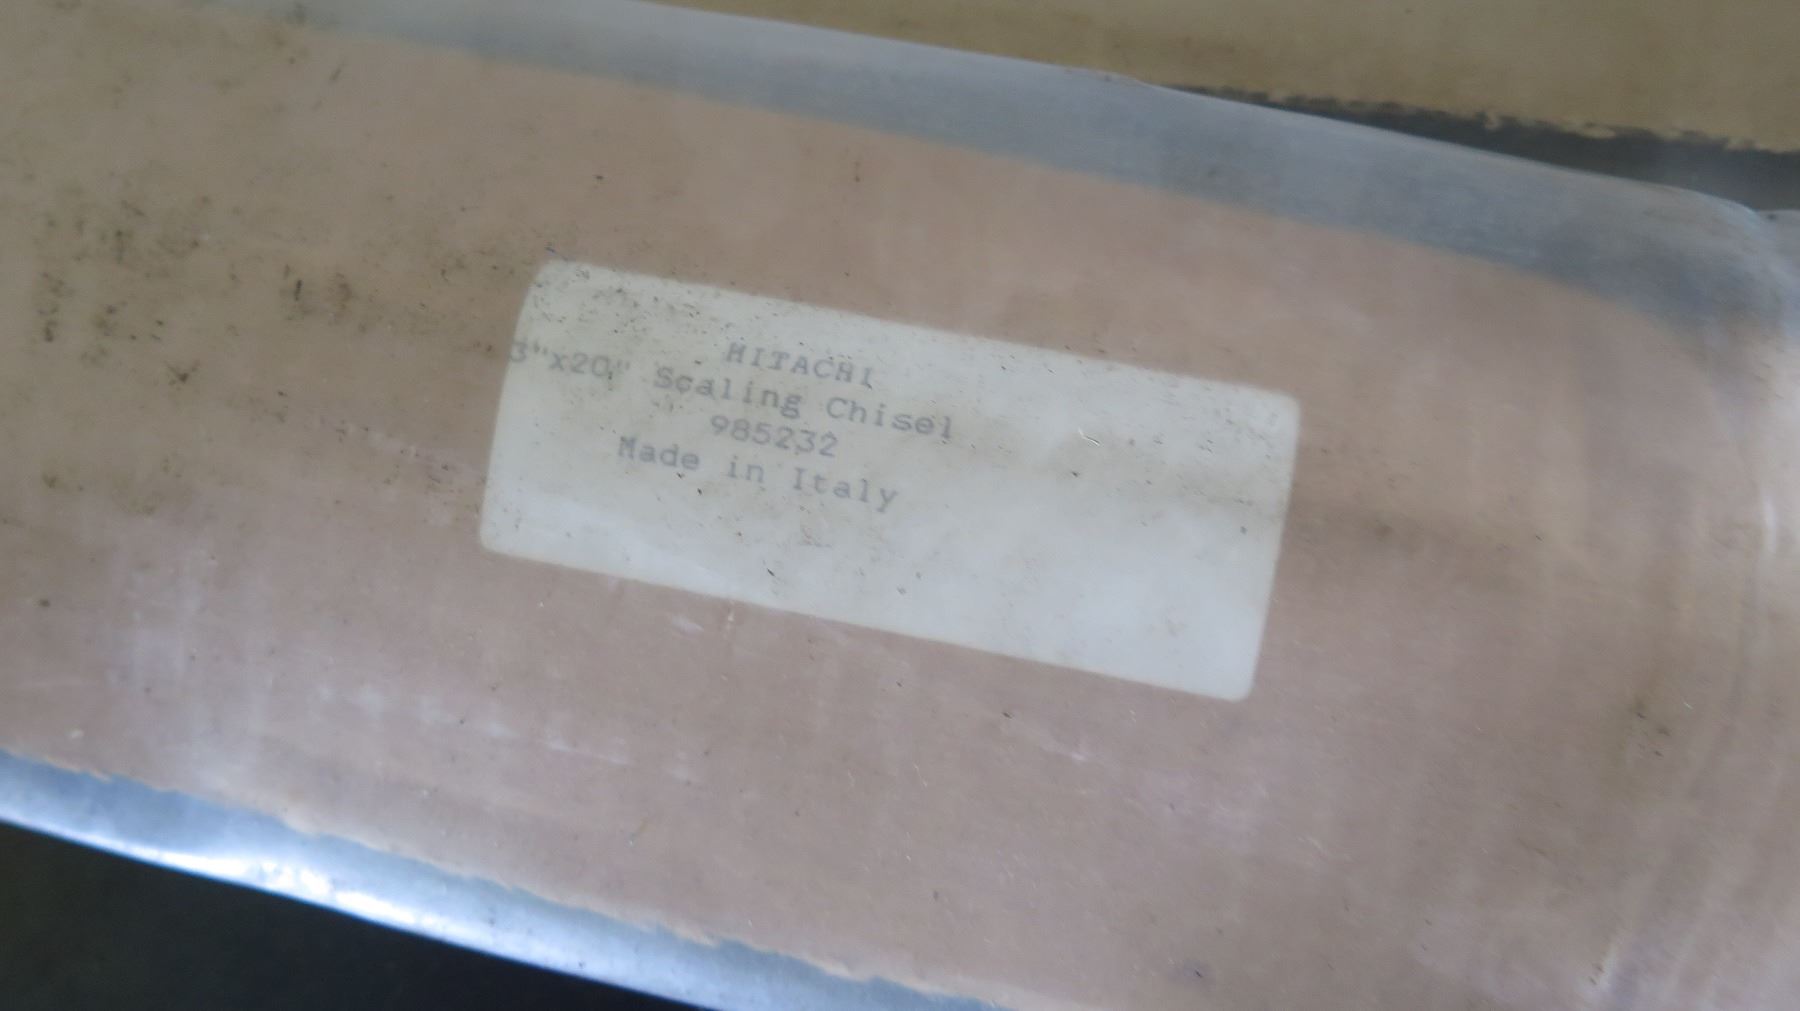 HITACHI
3"x20" Scaling Chisel
985232
Made in Italy